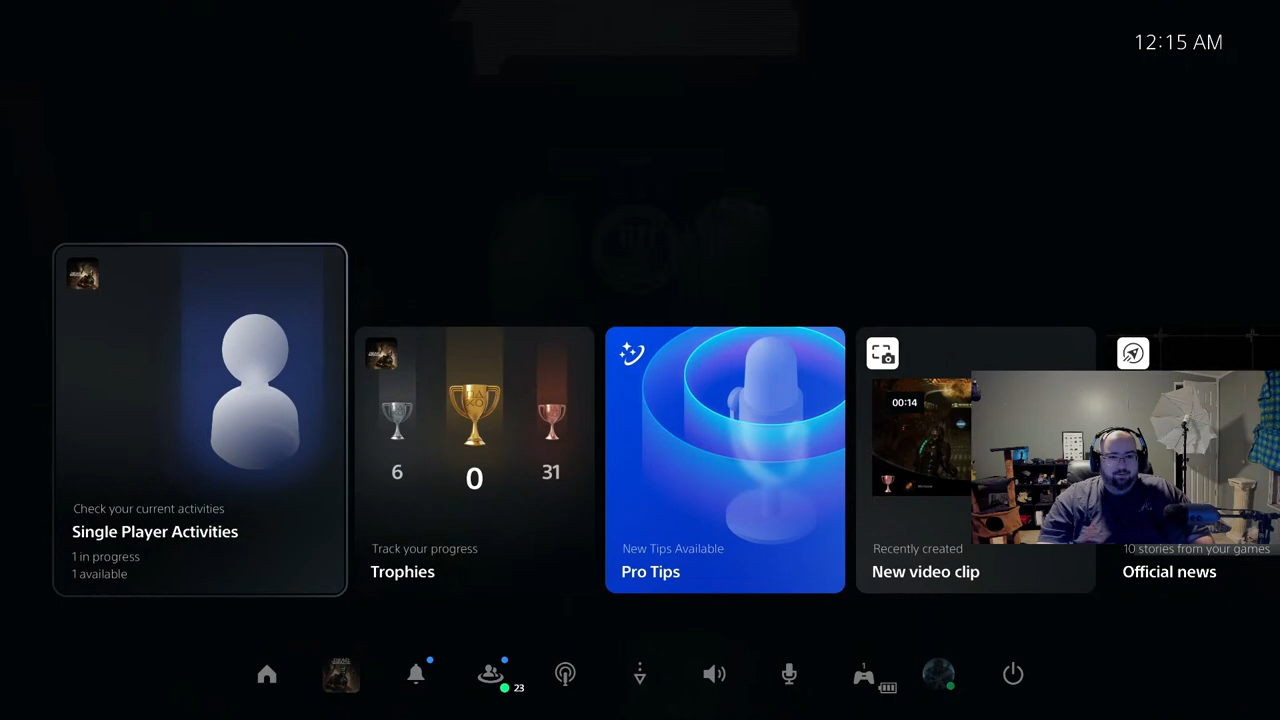 12:15 AM
Check your current activities
Single Player Activities
1 in progress
1 available
6
0
31
Track your progress
Trophies
New Tips Available
Pro Tips
00:14
Recently created
New video clip
10 stories from your games
Official news
23
1